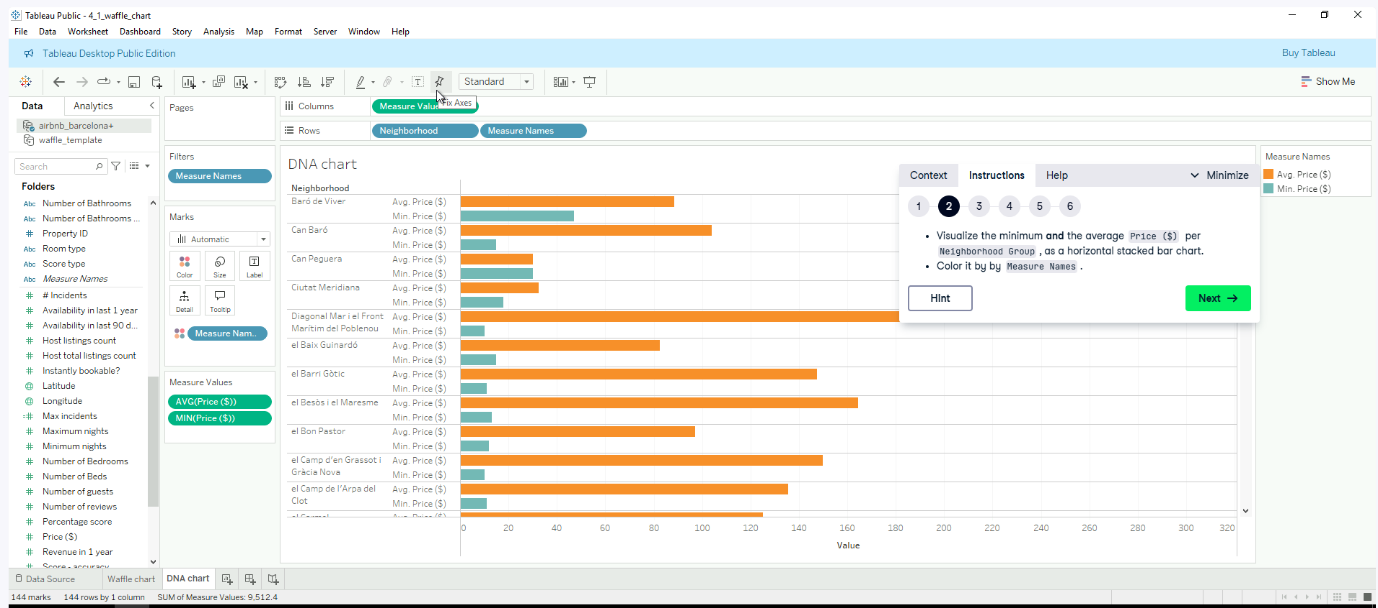 Tableau Public - 4_1_waffle_chart
File Data Worksheet Dashboard Story Analysis Map Format Server Window Help
Tableau Desktop Public Edition
Buy Tableau
Standard
Show Me
Data
Analytics
airbnb_barcelona+
waffle_template
Search
Folders
Abc Number of Bathrooms
Abc Number of Bathrooms ...
# Property ID
Abc Room type
Abc Score type
Abc Measure Names
# # Incidents
# Availability in last 1 year
# Availability in last 90 d...
# Host listings count
# Host total listings count
# Instantly bookable?
Latitude
Longitude
=# Max incidents
# Maximum nights
# Minimum nights
# Number of Bedrooms
# Number of Beds
# Number of guests
# Number of reviews
# Percentage score
# Price ($)
# Revenue in 1 year
# Score - accuracy
Pages
Filters
Measure Names
Marks
Automatic
Color
Size
Label
Detail
Tooltip
Measure Nam..
Measure Values
AVG(Price ($))
MIN(Price ($))
Columns
Measure Values
Fix Axes
Rows
Neighborhood
Measure Names
DNA chart
Neighborhood
Baró de Viver
Avg. Price ($)
Min. Price ($)
Can Baró
Avg. Price ($)
Min. Price ($)
Can Peguera
Avg. Price ($)
Min. Price ($)
Ciutat Meridiana
Avg. Price ($)
Min. Price ($)
Diagonal Mar i el Front
Marítim del Poblenou
Avg. Price ($)
Min. Price ($)
el Baix Guinardó
Avg. Price ($)
Min. Price ($)
el Barri Gòtic
Avg. Price ($)
Min. Price ($)
el Besòs i el Maresme
Avg. Price ($)
Min. Price ($)
el Bon Pastor
Avg. Price ($)
Min. Price ($)
el Camp d'en Grassot i
Gràcia Nova
Avg. Price ($)
Min. Price ($)
el Camp de l'Arpa del
Clot
Avg. Price ($)
Min. Price ($)
el Carmel
Avg. Price ($)
0 20 40 60 80 100 120 140 160 180 200 220 240 260 280 300 320
Value
Context
Instructions
Help
Minimize
1 2 3 4 5 6
• Visualize the minimum and the average Price ($) per
Neighborhood Group , as a horizontal stacked bar chart.
• Color it by by Measure Names .
Hint
Next →
Measure Names
Avg. Price ($)
Min. Price ($)
Data Source
Waffle chart
DNA chart
144 marks 144 rows by 1 column SUM of Measure Values: 9,512.4